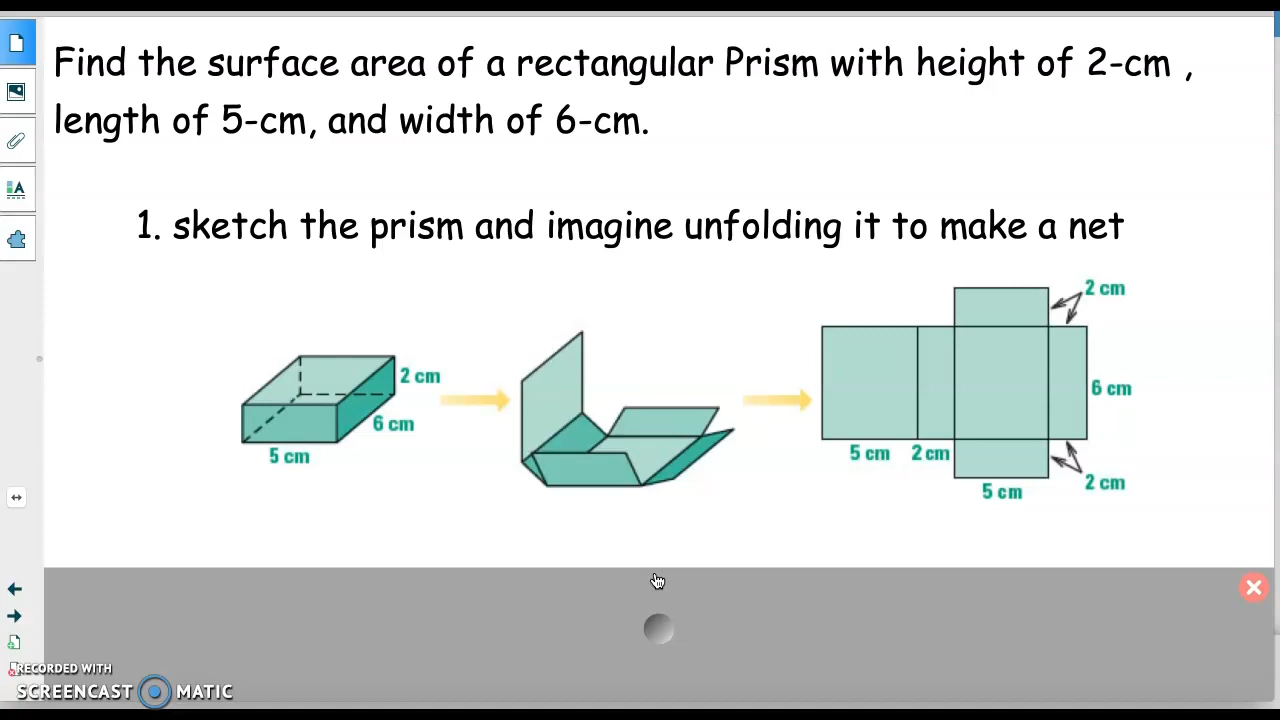 Find the surface area of a rectangular Prism with height of 2-cm ,
length of 5-cm, and width of 6-cm.
1. sketch the prism and imagine unfolding it to make a net
2 cm
6 cm
5 cm
2 cm
6 cm
5 cm
2 cm
2 cm
5 cm
A
RECORDED WITH
SCREENCAST MATIC